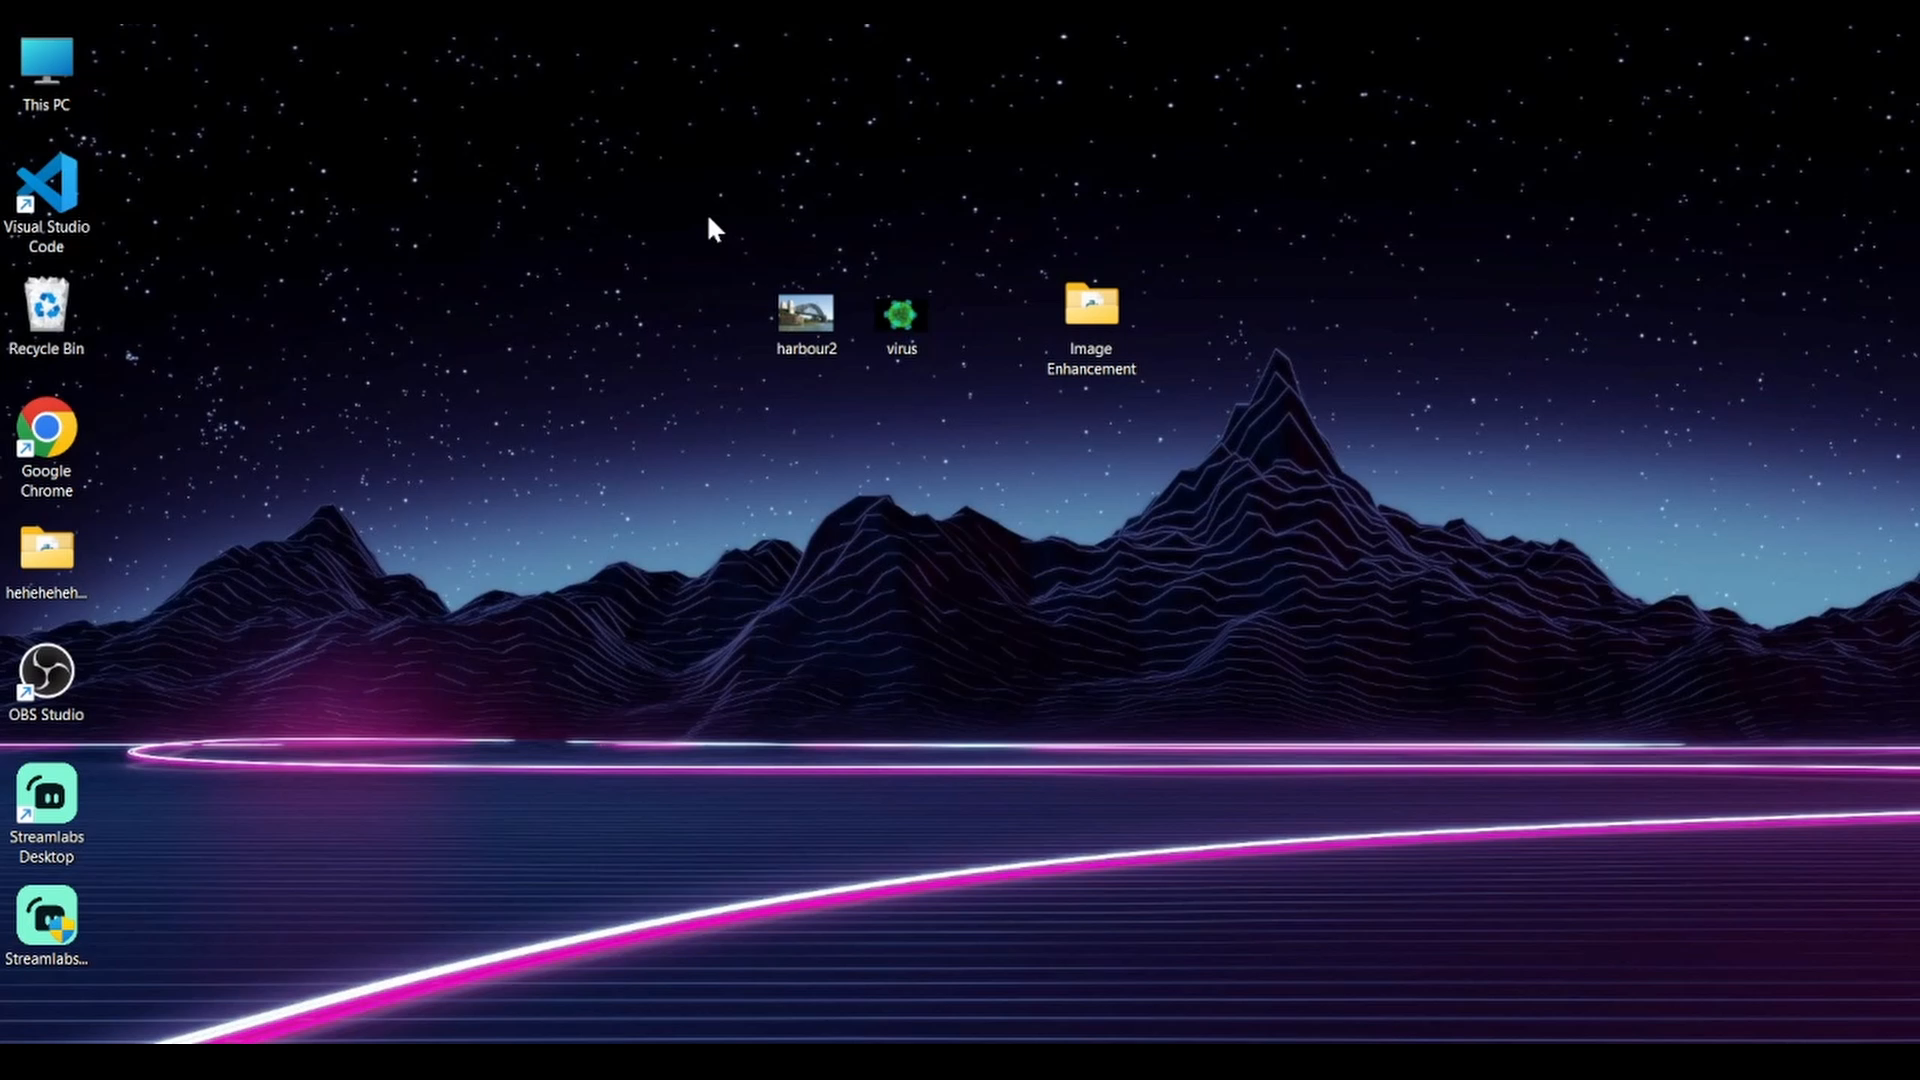 This PC
Visual Studio
Code
Recycle Bin
Google
Chrome
heheheheh...
OBS Studio
Streamlabs
Desktop
Streamlabs...
harbour2
virus
Image
Enhancement